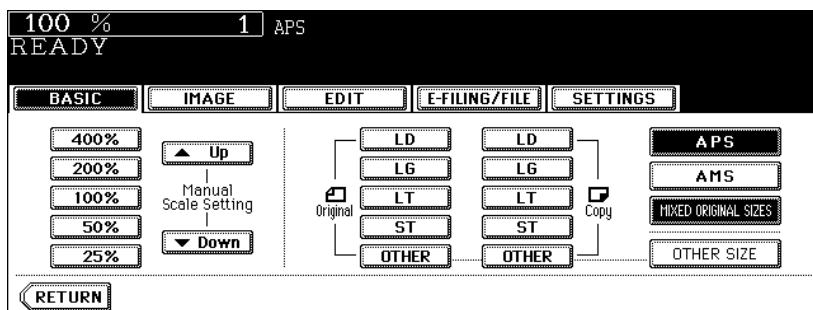 100 % 1 APS
READY
BASIC IMAGE EDIT E-FILING/FILE SETTINGS
400% Up LD LD APS
200% LG LG AMS
100% Manual Scale Setting Original LT LT Copy MIXED ORIGINAL SIZES
50% Down ST ST
25% OTHER OTHER OTHER SIZE
RETURN